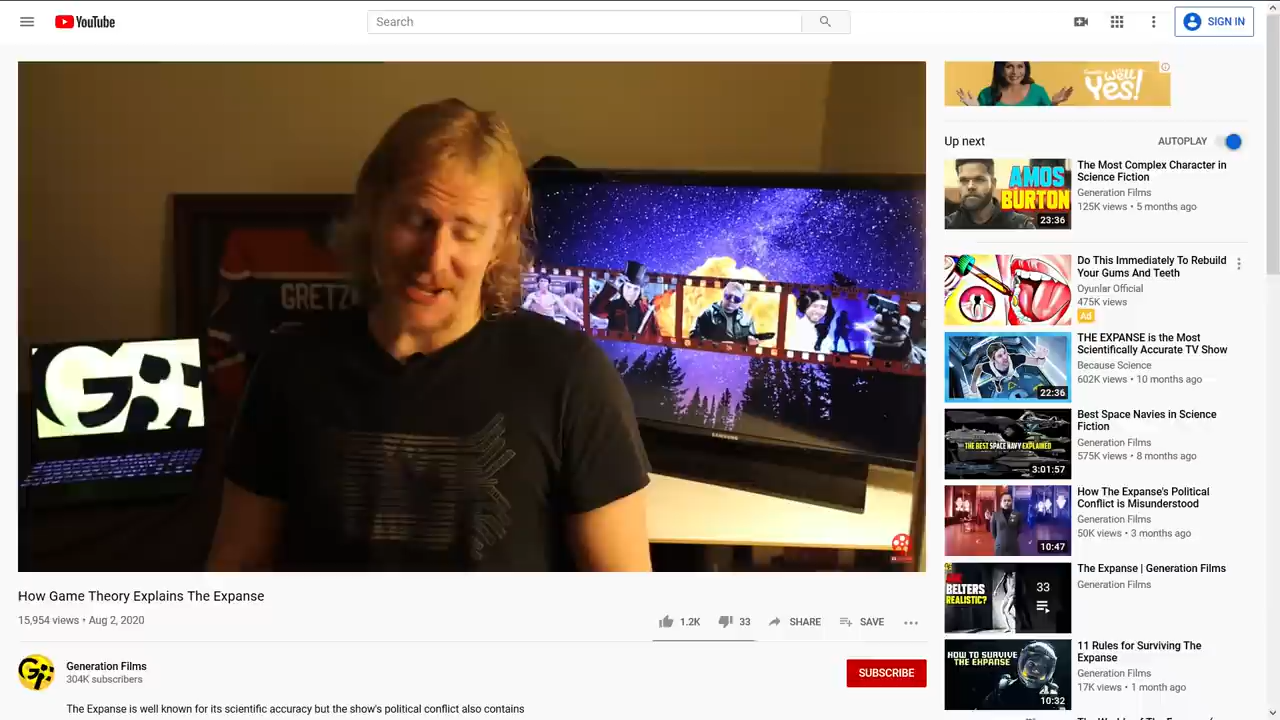 YouTube
Search
SIGN IN
GRETZ
G
SAMSUNG
well
Yes!
Up next
AUTOPLAY
AMOS
BURTON
23:36
The Most Complex Character in
Science Fiction
Generation Films
125K views • 5 months ago
Do This Immediately To Rebuild
Your Gums And Teeth
Oyunlar Official
475K views
Ad
22:36
THE EXPANSE is the Most
Scientifically Accurate TV Show
Because Science
602K views • 10 months ago
THE BEST SPACE NAVY EXPLAINED
3:01:57
Best Space Navies in Science
Fiction
Generation Films
575K views • 8 months ago
10:47
How The Expanse's Political
Conflict is Misunderstood
Generation Films
50K views • 3 months ago
BELTERS
REALISTIC?
33
The Expanse | Generation Films
Generation Films
HOW TO SURVIVE
THE EXPANSE
10:32
11 Rules for Surviving The
Expanse
Generation Films
17K views • 1 month ago
How Game Theory Explains The Expanse
15,954 views • Aug 2, 2020
1.2K
33
SHARE
SAVE
Generation Films
304K subscribers
SUBSCRIBE
The Expanse is well known for its scientific accuracy but the show's political conflict also contains